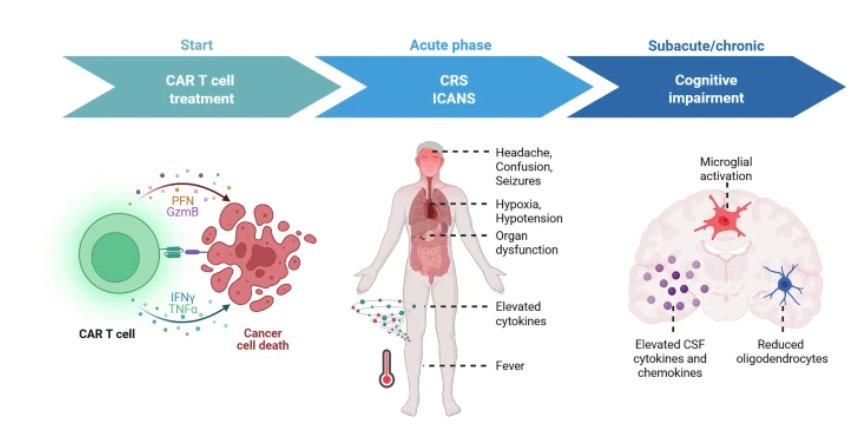 Start
Acute phase
Subacute/chronic
CAR T cell
treatment
CRS
ICANS
Cognitive
impairment
PFN
GzmB
IFNγ
TNFα
CAR T cell
Cancer
cell death
Headache,
Confusion,
Seizures
Hypoxia,
Hypotension
Organ
dysfunction
Elevated
cytokines
Fever
Microglial
activation
Elevated CSF
cytokines and
chemokines
Reduced
oligodendrocytes